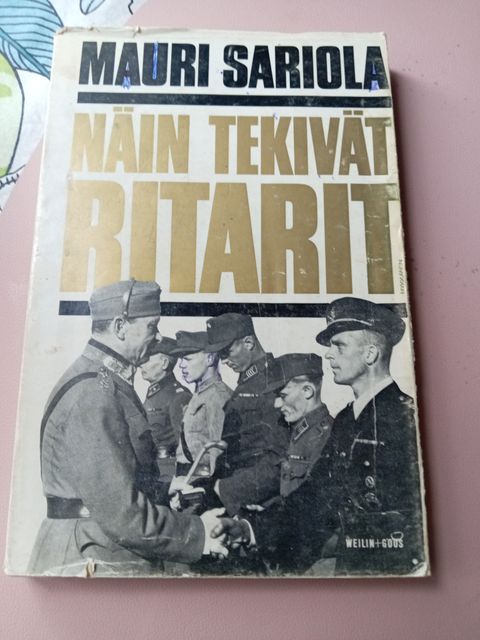 MAURI SARIOLA
NÄIN TEKIVÄT
RITARIT
WEILIN+GÖÖS